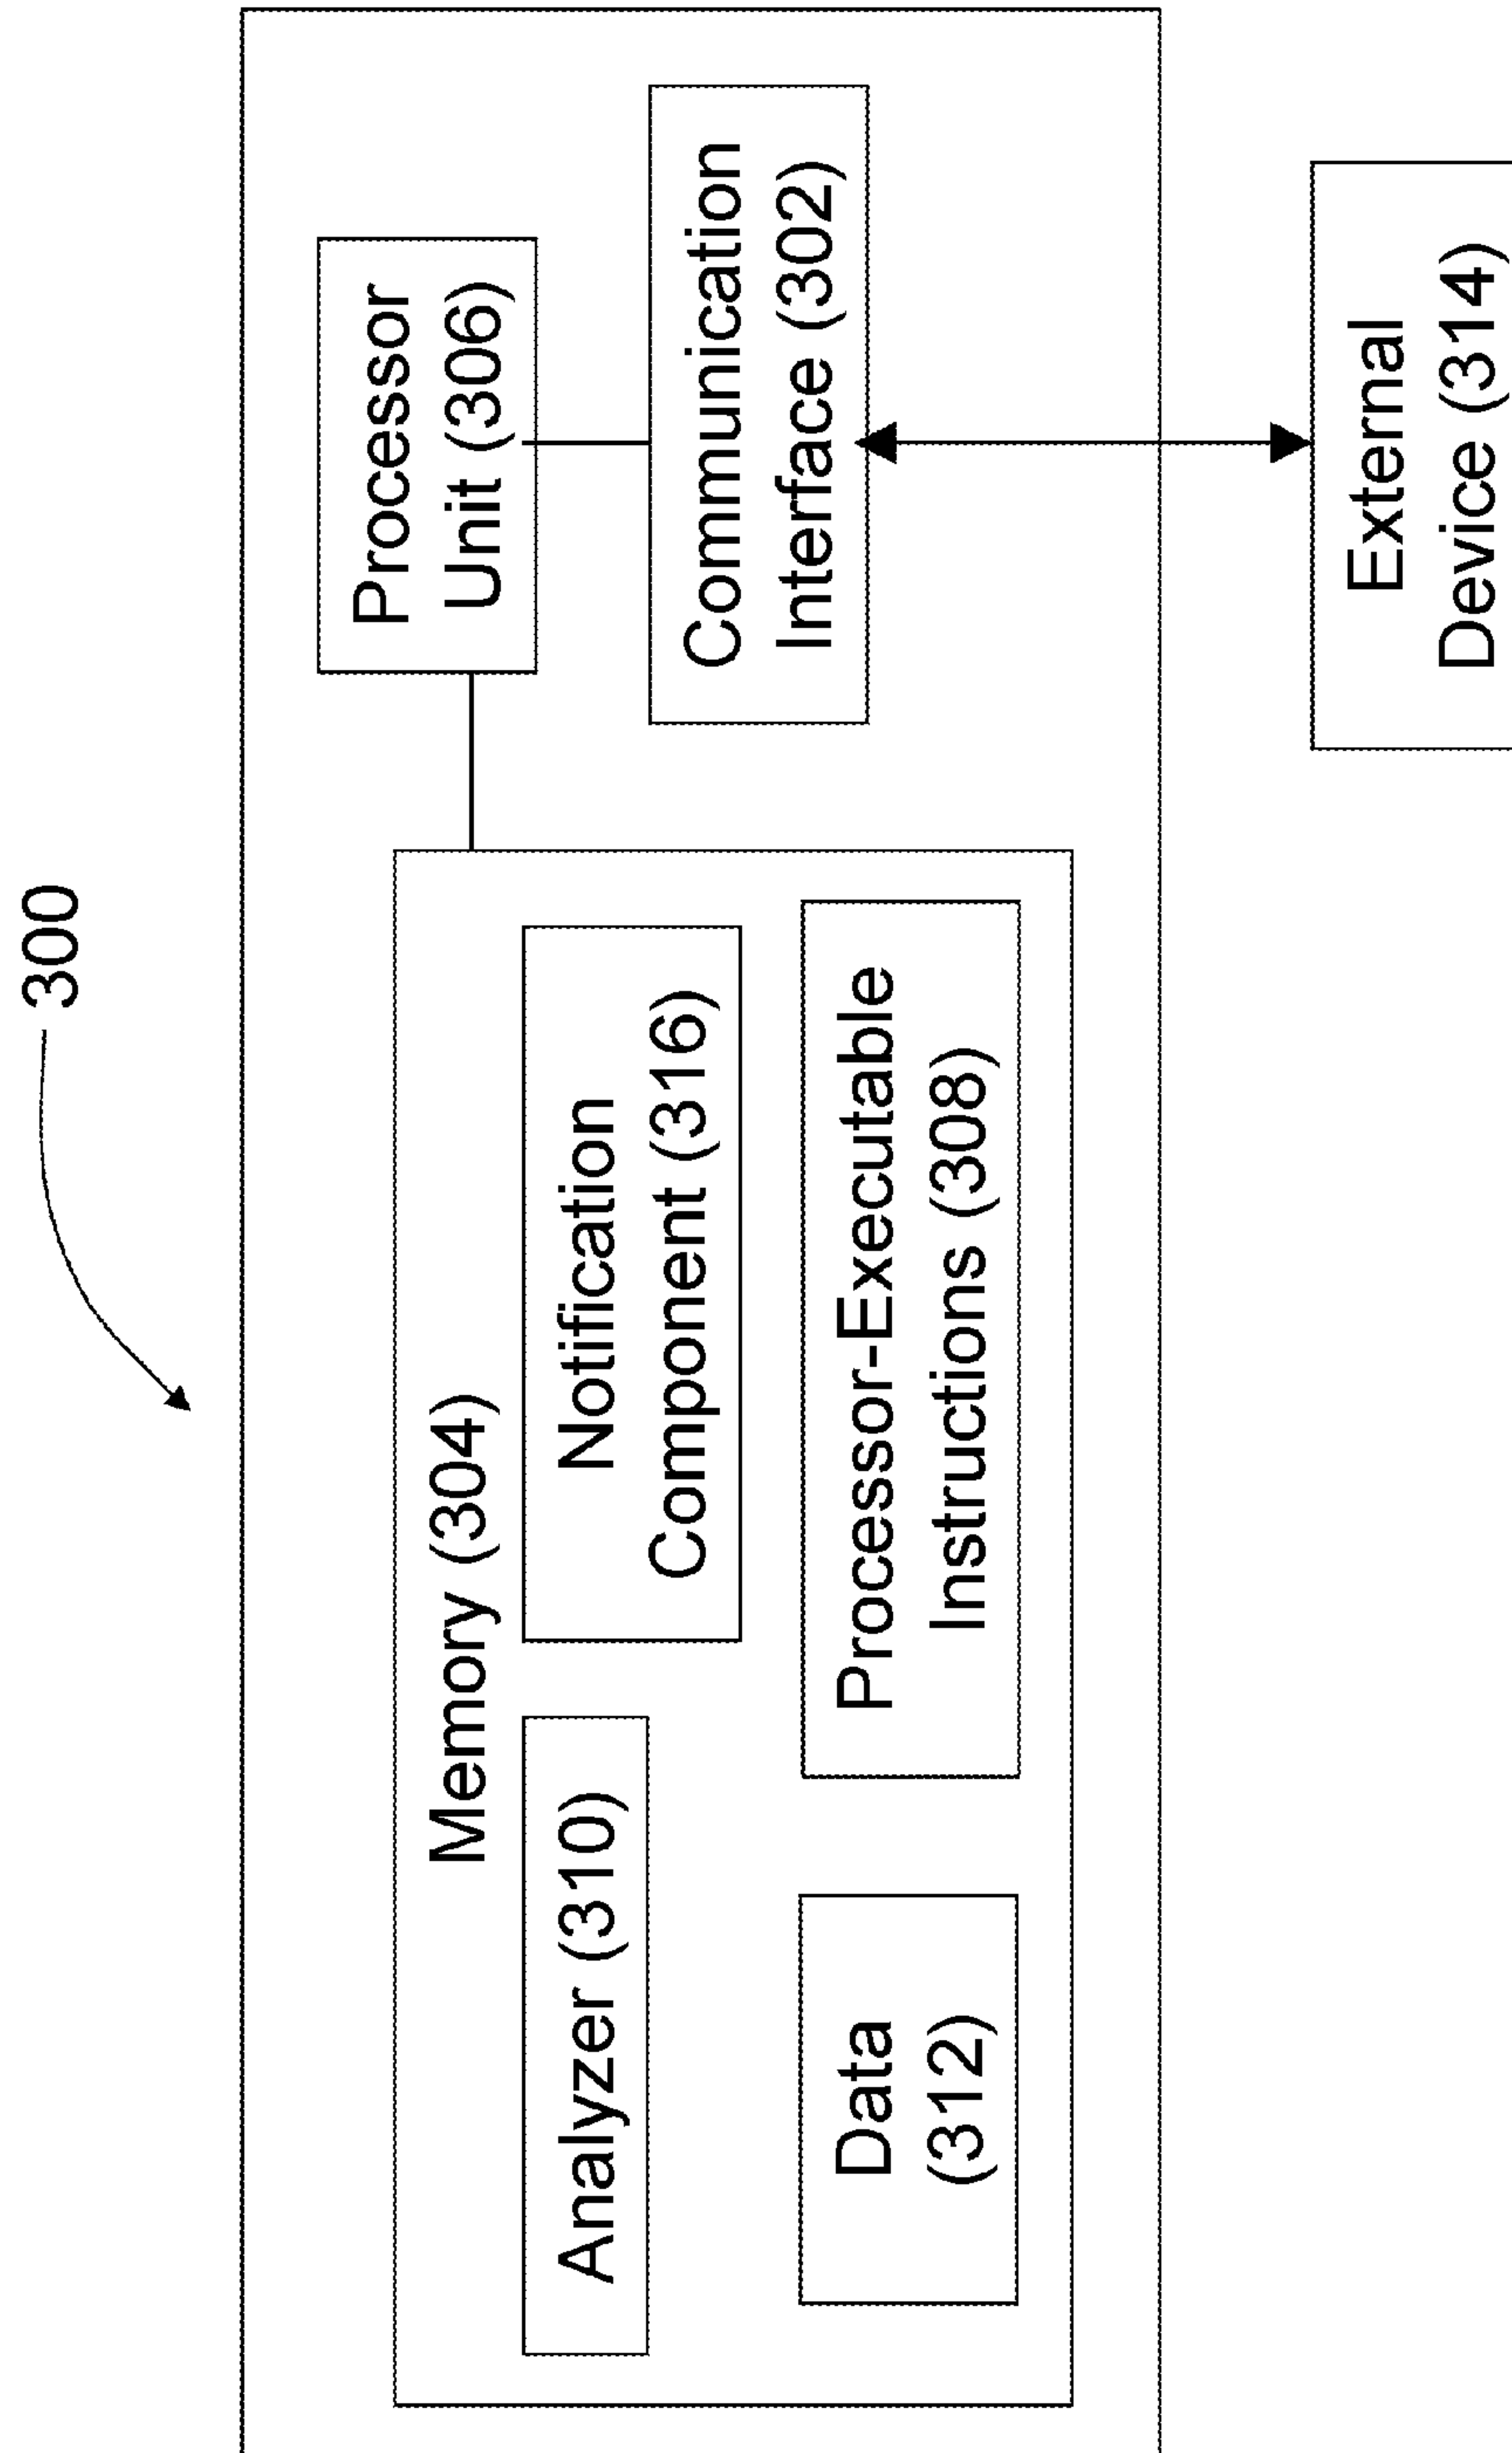 300
Memory (304)
Analyzer (310)
Notification
Component (316)
Data
(312)
Processor-Executable
Instructions (308)
Processor
Unit (306)
Communication
Interface (302)
External
Device (314)